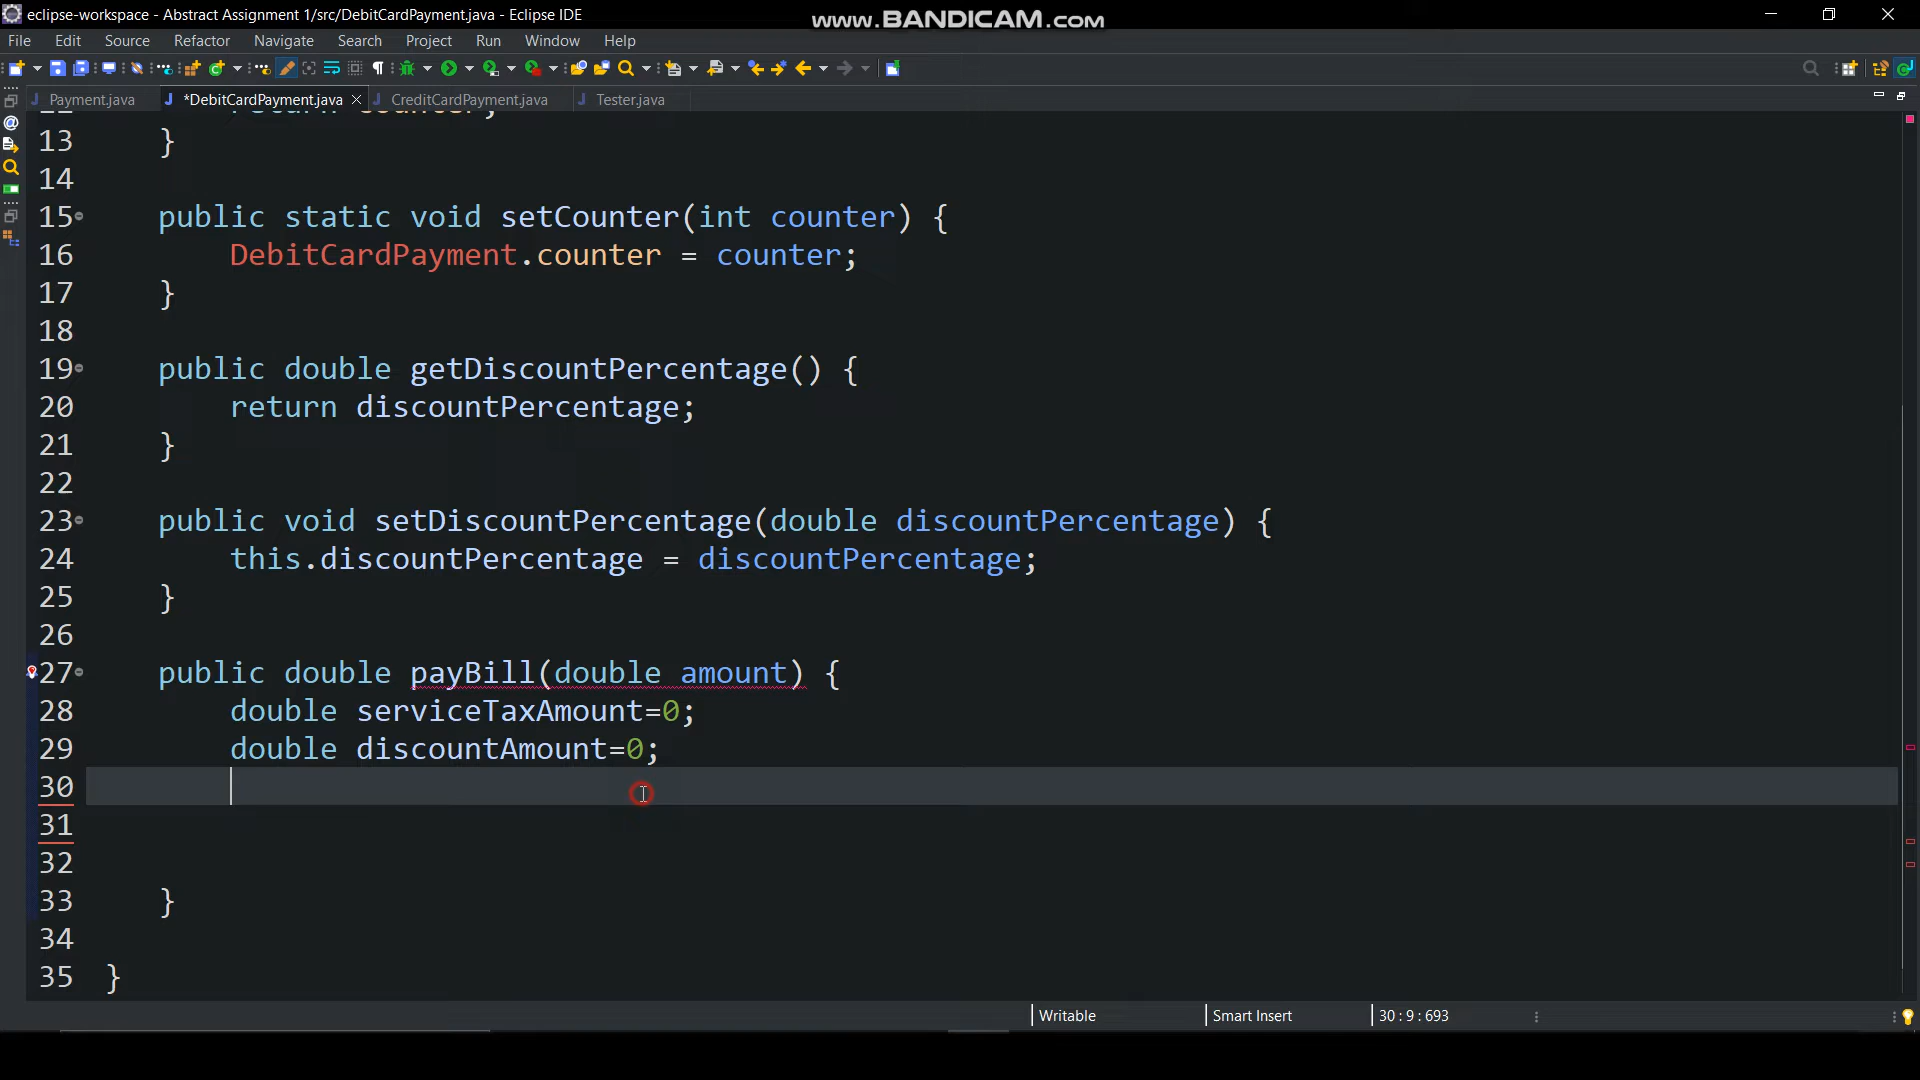 eclipse-workspace - Abstract Assignment 1/src/DebitCardPayment.java - Eclipse IDE
www.BANDICAM.com
File Edit Source Refactor Navigate Search Project Run Window Help
Payment.java *DebitCardPayment.java CreditCardPayment.java Tester.java
13 }
14
15 public static void setCounter(int counter) {
16 DebitCardPayment.counter = counter;
17 }
18
19 public double getDiscountPercentage() {
20 return discountPercentage;
21 }
22
23 public void setDiscountPercentage(double discountPercentage) {
24 this.discountPercentage = discountPercentage;
25 }
26
27 public double payBill(double amount) {
28 double serviceTaxAmount=0;
29 double discountAmount=0;
30
31
32
33 }
34
35 }
Writable Smart Insert 30 : 9 : 693